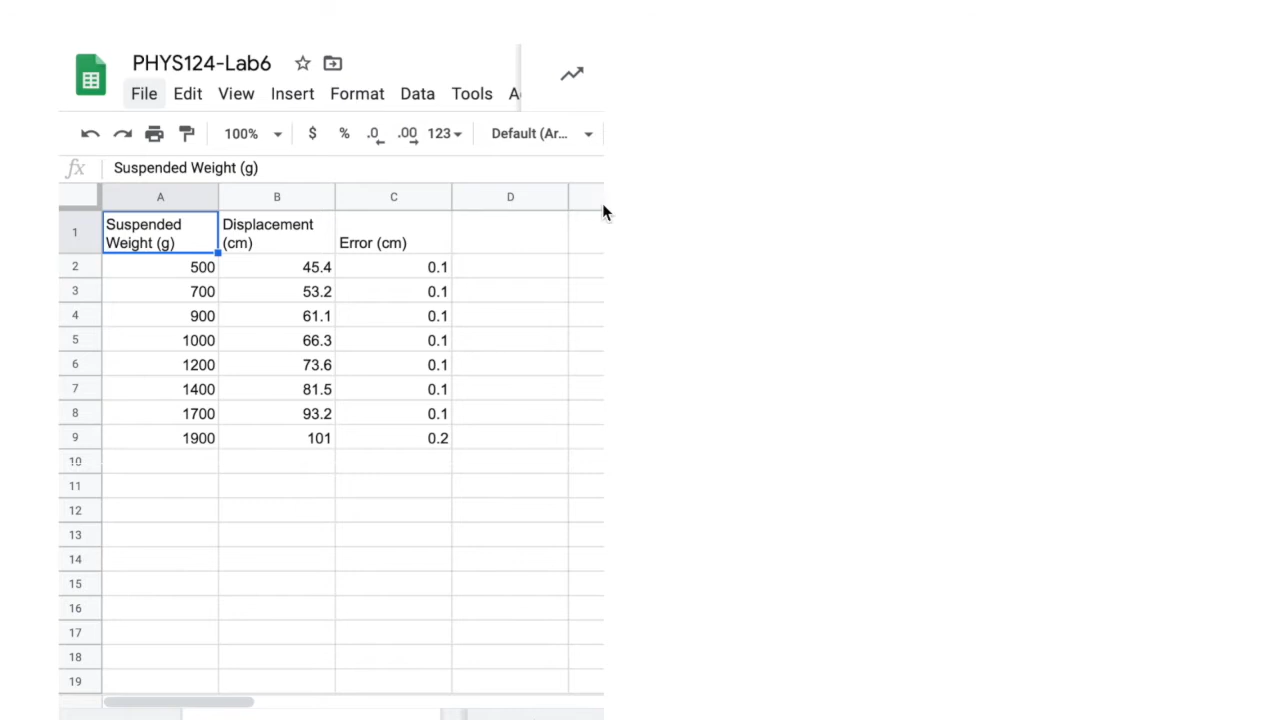 PHYS124-Lab6
File Edit View Insert Format Data Tools
100% $ % .0 .00 123 Default (Ar...
fx Suspended Weight (g)
A B C D
1 Suspended Weight (g) Displacement (cm) Error (cm)
2 500 45.4 0.1
3 700 53.2 0.1
4 900 61.1 0.1
5 1000 66.3 0.1
6 1200 73.6 0.1
7 1400 81.5 0.1
8 1700 93.2 0.1
9 1900 101 0.2
10
11
12
13
14
15
16
17
18
19